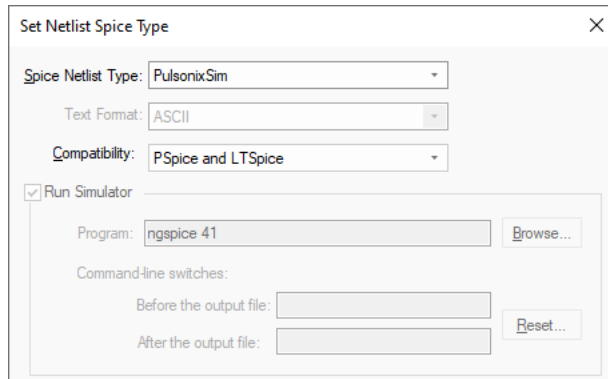 Set Netlist Spice Type
Spice Netlist Type: PulsonixSim
Text Format: ASCII
Compatibility: PSpice and LTSpice
Run Simulator
Program: ngspice 41 Browse...
Command-line switches:
Before the output file:
Reset...
After the output file: